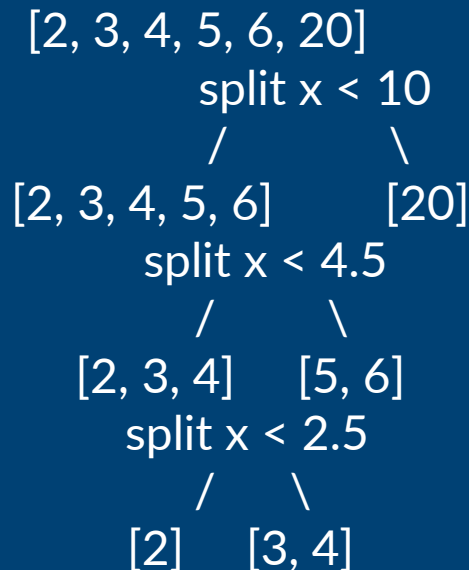 [2, 3, 4, 5, 6, 20]
split x < 10
/ \
[2, 3, 4, 5, 6] [20]
split x < 4.5
/ \
[2, 3, 4] [5, 6]
split x < 2.5
/ \
[2] [3, 4]